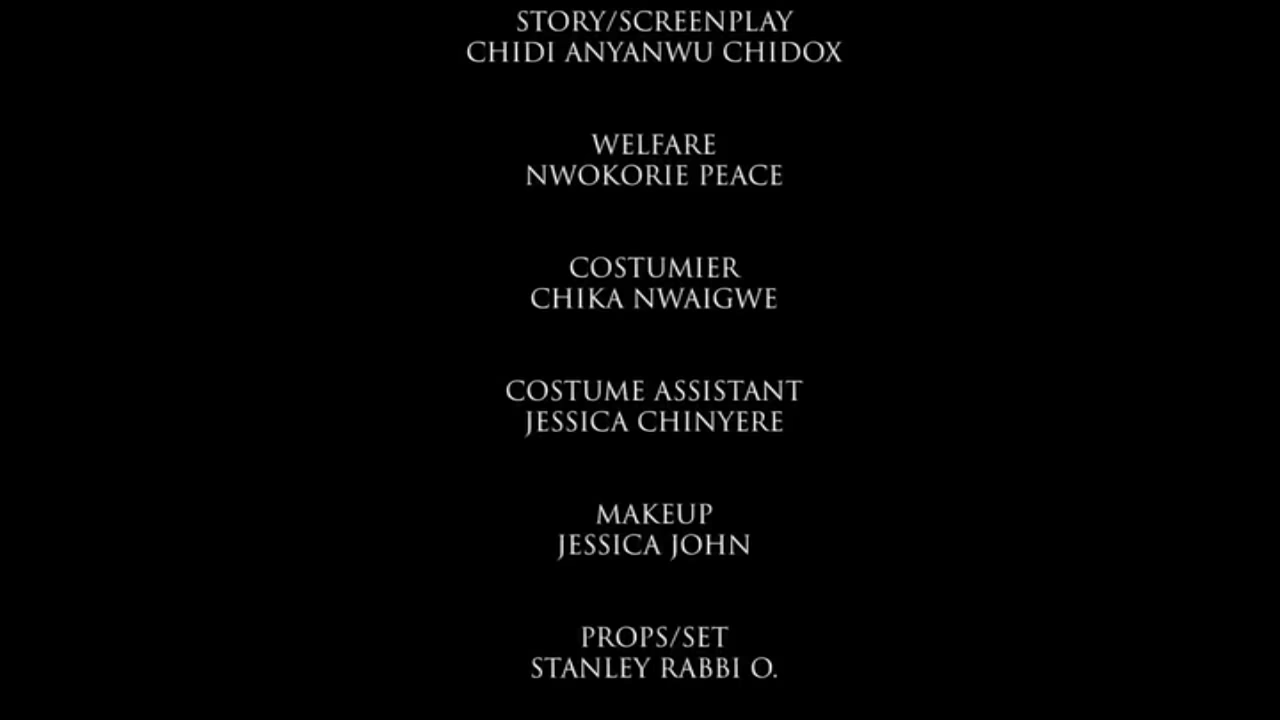 STORY/SCREENPLAY
CHIDI ANYANWU CHIDOX
WELFARE
NWOKORIE PEACE
COSTUMIER
CHIKA NWAIGWE
COSTUME ASSISTANT
JESSICA CHINYERE
MAKEUP
JESSICA JOHN
PROPS/SET
STANLEY RABBI O.